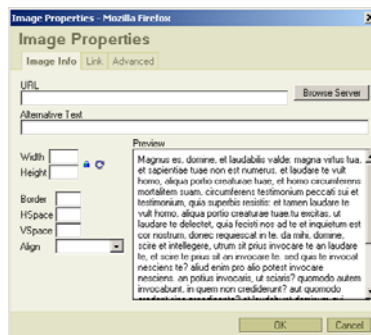 Image Properties - Mozilla Firefox
Image Properties
Image Info Link Advanced
URL
Browse Server
Alternative Text
Preview
Width
Height
Border
HSpace
VSpace
Align
Magnus es, domine, et laudabilis valde: magna virtus tua,
et sapientiae tuae non est numerus. et laudare te vult
homo, aliqua portio creaturae tuae, et homo circumferens
mortalitem suam, circumferens testimonium peccati sui et
testimonium, quia superbis resistis: et tamen laudare te
vult homo, aliqua portio creaturae tuae.tu excitas, ut
laudare te delectet, quia fecisti nos ad te et inquietum est
cor nostrum, donec requiescat in te. da mihi, domine,
scire et intellegere, utrum sit prius invocare te an laudare
te, et scire te prius sit an invocare te. sed quis te invocat
nesciens te? aliud enim pro alio potest invocare
nesciens. an potius invocaris, ut sciaris? quomodo autem
invocabunt, in quem non crediderunt? aut quomodo
OK Cancel